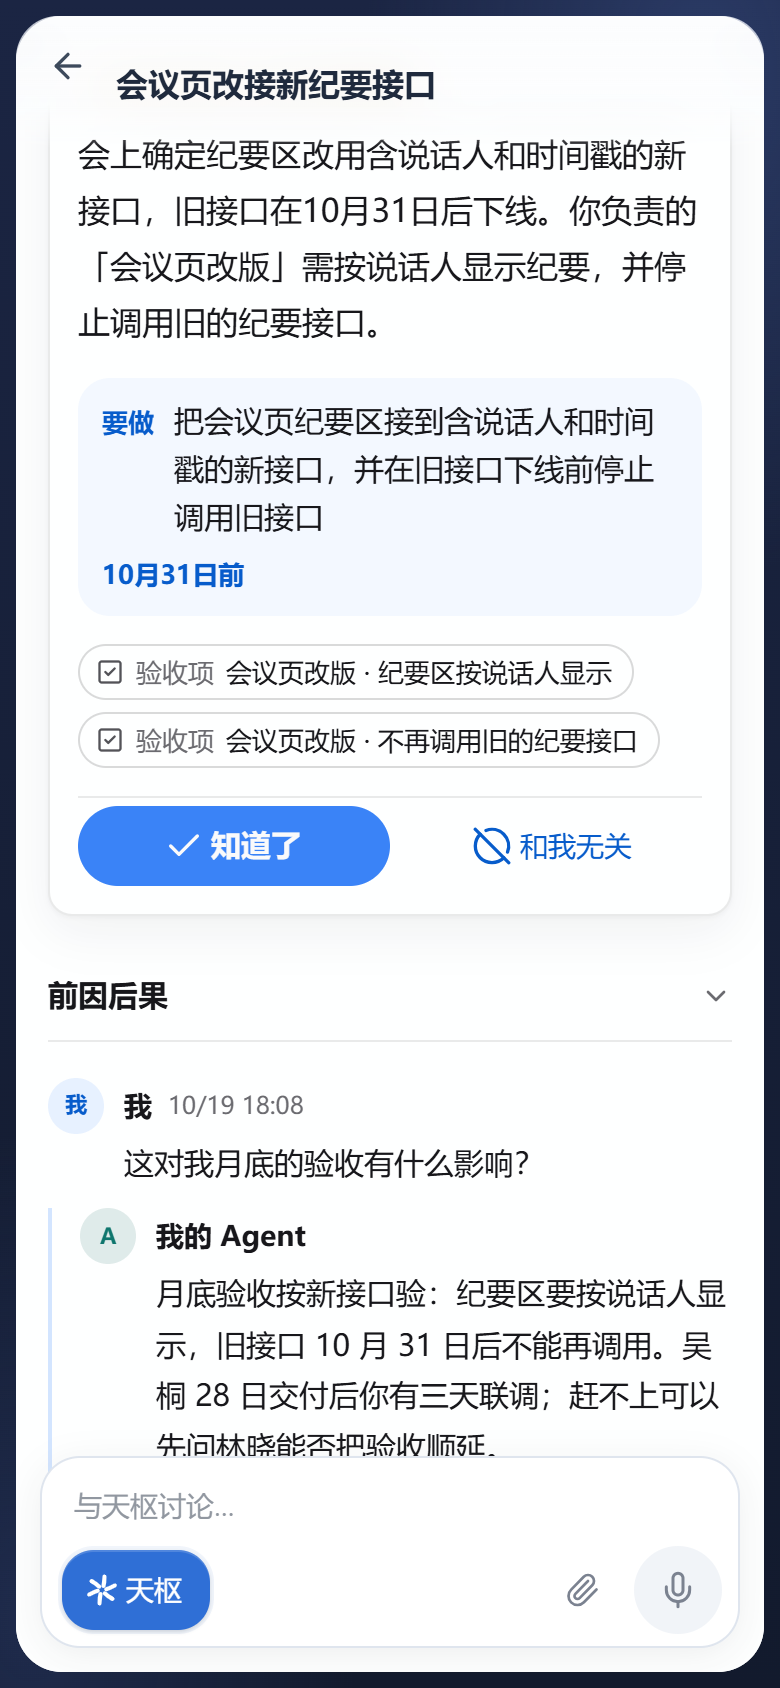 会议页改接新纪要接口
会上确定纪要区改用含说话人和时间戳的新
接口，旧接口在10月31日后下线。你负责的
「会议页改版」需按说话人显示纪要，并停
止调用旧的纪要接口。
要做 把会议页纪要区接到含说话人和时间
戳的新接口，并在旧接口下线前停止
调用旧接口
10月31日前
验收项 会议页改版 · 纪要区按说话人显示
验收项 会议页改版 · 不再调用旧的纪要接口
知道了 和我无关
前因后果
我 我 10/19 18:08
这对我月底的验收有什么影响？
A 我的 Agent
月底验收按新接口验：纪要区要按说话人显
示，旧接口 10 月 31 日后不能再调用。吴
桐 28 日交付后你有三天联调；赶不上可以
先问林晓能否把验收顺延。
与天枢讨论...
天枢